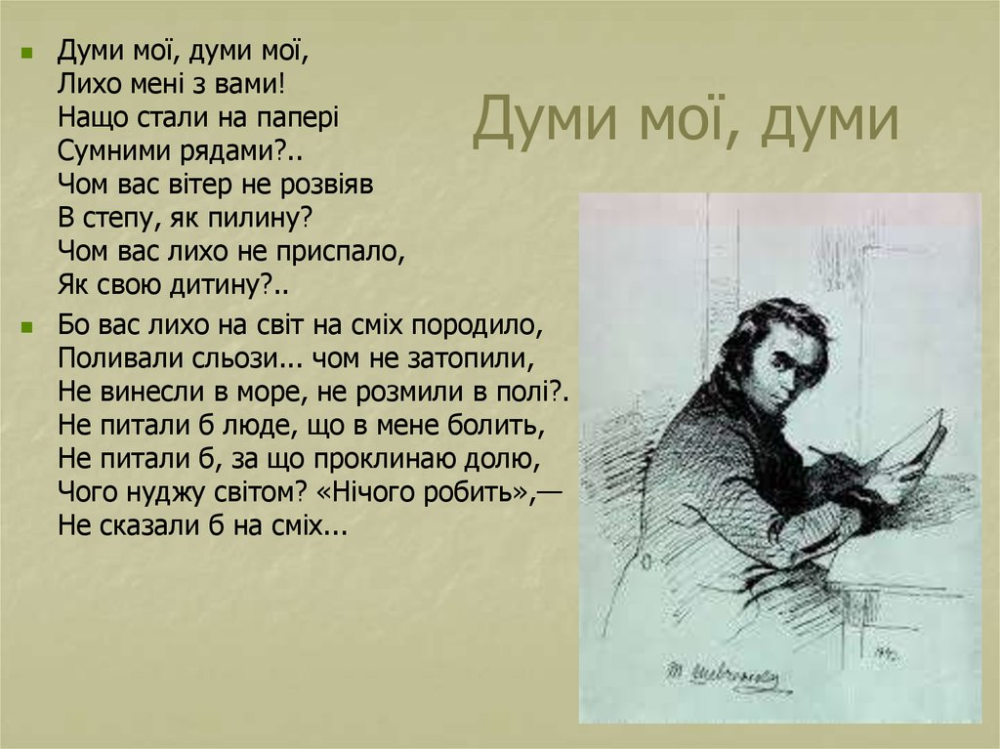 Думи мої, думи
Думи мої, думи мої,
Лихо мені з вами!
Нащо стали на папері
Сумними рядами?..
Чом вас вітер не розвіяв
В степу, як пилину?
Чом вас лихо не приспало,
Як свою дитину?..
Бо вас лихо на світ на сміх породило,
Поливали сльози... чом не затопили,
Не винесли в море, не розмили в полі?.
Не питали б люде, що в мене болить,
Не питали б, за що проклинаю долю,
Чого нуджу світом? «Нічого робить»,—
Не сказали б на сміх...
Т Шевченко